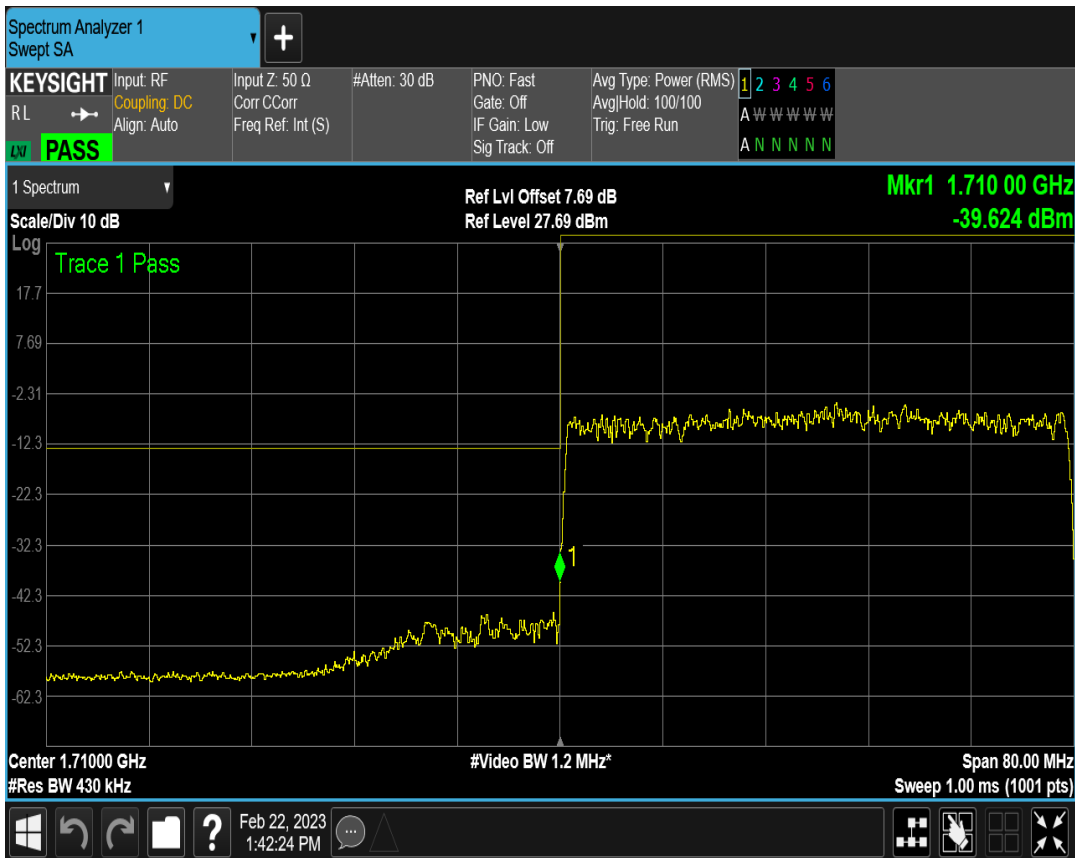 Spectrum Analyzer 1
Swept SA
+
KEYSIGHT
R L
LXI PASS
Input: RF
Coupling: DC
Align: Auto
Input Z: 50 Ω
Corr CCorr
Freq Ref: Int (S)
#Atten: 30 dB
PNO: Fast
Gate: Off
IF Gain: Low
Sig Track: Off
Avg Type: Power (RMS)
Avg|Hold: 100/100
Trig: Free Run
1 2 3 4 5 6
A W W W W W
A N N N N N
1 Spectrum
Scale/Div 10 dB
Ref Lvl Offset 7.69 dB
Ref Level 27.69 dBm
Mkr1 1.710 00 GHz
-39.624 dBm
Log
Trace 1 Pass
17.7
7.69
-2.31
-12.3
-22.3
-32.3
1
-42.3
-52.3
-62.3
Center 1.71000 GHz
#Res BW 430 kHz
#Video BW 1.2 MHz*
Span 80.00 MHz
Sweep 1.00 ms (1001 pts)
?
Feb 22, 2023
1:42:24 PM